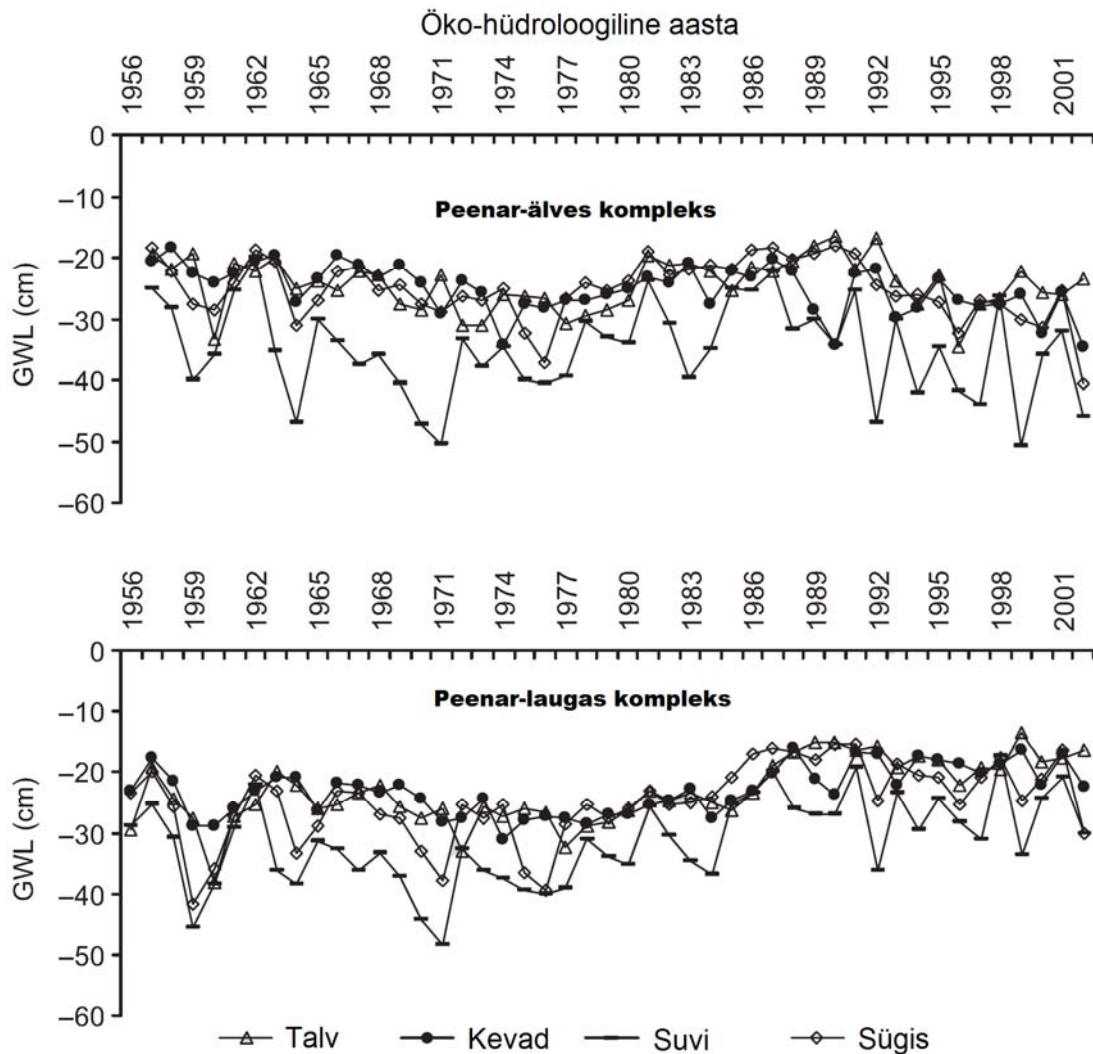 Öko-hüdroloogiline aasta
1956 1959 1962 1965 1968 1971 1974 1977 1980 1983 1986 1989 1992 1995 1998 2001
0
–10
Peenar-älves kompleks
–20
–30
–40
–50
–60
GWL (cm)
1956 1959 1962 1965 1968 1971 1974 1977 1980 1983 1986 1989 1992 1995 1998 2001
0
Peenar-laugas kompleks
–10
–20
–30
–40
–50
–60
GWL (cm)
Talv Kevad Suvi Sügis